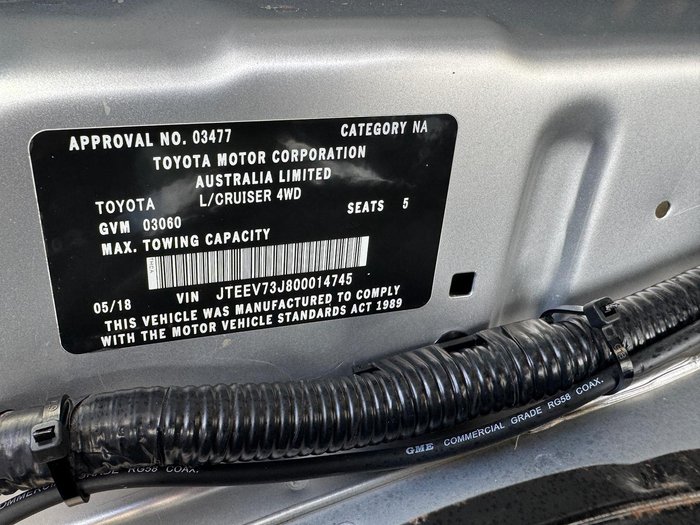 APPROVAL NO. 03477 CATEGORY NA
TOYOTA MOTOR CORPORATION
AUSTRALIA LIMITED
TOYOTA L/CRUISER 4WD
GVM 03060 SEATS 5
MAX. TOWING CAPACITY
05/18 VIN JTEEV73J800014745
THIS VEHICLE WAS MANUFACTURED TO COMPLY
WITH THE MOTOR VEHICLE STANDARDS ACT 1989
GME COMMERCIAL GRADE RG58 COAX.
RG58 COAX.